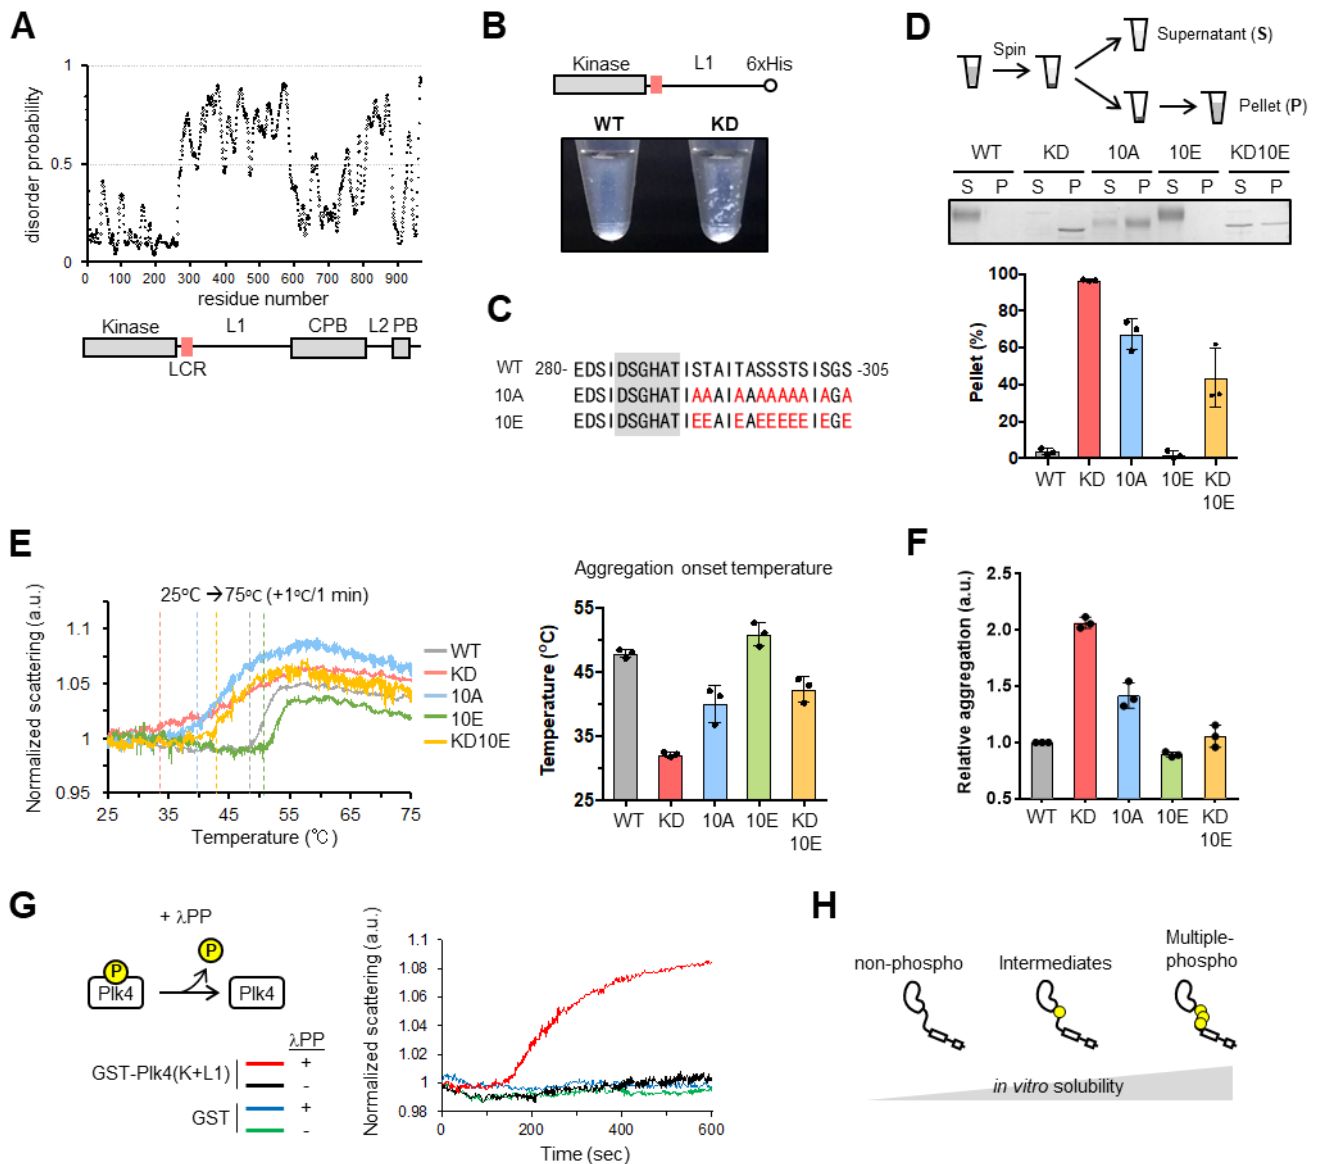 A
disorder probability
1
0.5
0
0 100 200 300 400 500 600 700 800 900
residue number
Kinase L1 CPB L2 PB
LCR
B
Kinase L1 6xHis
WT KD
C
WT 280- EDSIDSGHATISTAITASSSTSISGS -305
10A EDSIDSGHATIAAAIAAAAAAAIAGA
10E EDSIDSGHATIEEAIEAEEEEEIEGE
D
Spin
Supernatant (S)
Pellet (P)
WT KD 10A 10E KD10E
S P S P S P S P S P
Pellet (%)
100
80
60
40
20
0
WT KD 10A 10E KD
10E
E
25°C →75°C (+1°C/1 min)
Normalized scattering (a.u.)
1.1
1.05
1
0.95
25 35 45 55 65 75
Temperature (℃)
WT
KD
10A
10E
KD10E
Aggregation onset temperature
Temperature (°C)
55
45
35
25
WT KD 10A 10E KD
10E
F
Relative aggregation (a.u.)
2.5
2.0
1.5
1.0
0.5
WT KD 10A 10E KD
10E
G
+ λPP
P
P
Plk4 Plk4
λPP
GST-Plk4(K+L1) +
-
GST +
-
Normalized scattering (a.u.)
1.1
1.08
1.06
1.04
1.02
1
0.98
0 200 400 600
Time (sec)
H
non-phospho
Intermediates
Multiple-
phospho
in vitro solubility